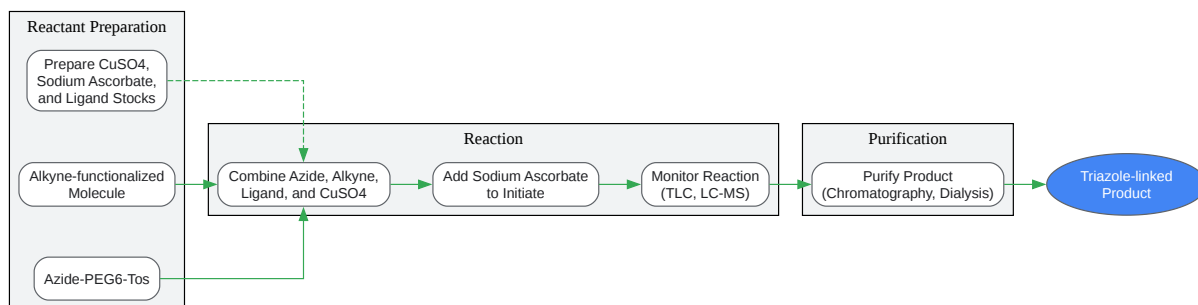 Reactant Preparation
Prepare CuSO4,
Sodium Ascorbate,
and Ligand Stocks
Alkyne-functionalized
Molecule
Azide-PEG6-Tos
Reaction
Combine Azide, Alkyne,
Ligand, and CuSO4
Add Sodium Ascorbate
to Initiate
Monitor Reaction
(TLC, LC-MS)
Purification
Purify Product
(Chromatography, Dialysis)
Triazole-linked
Product